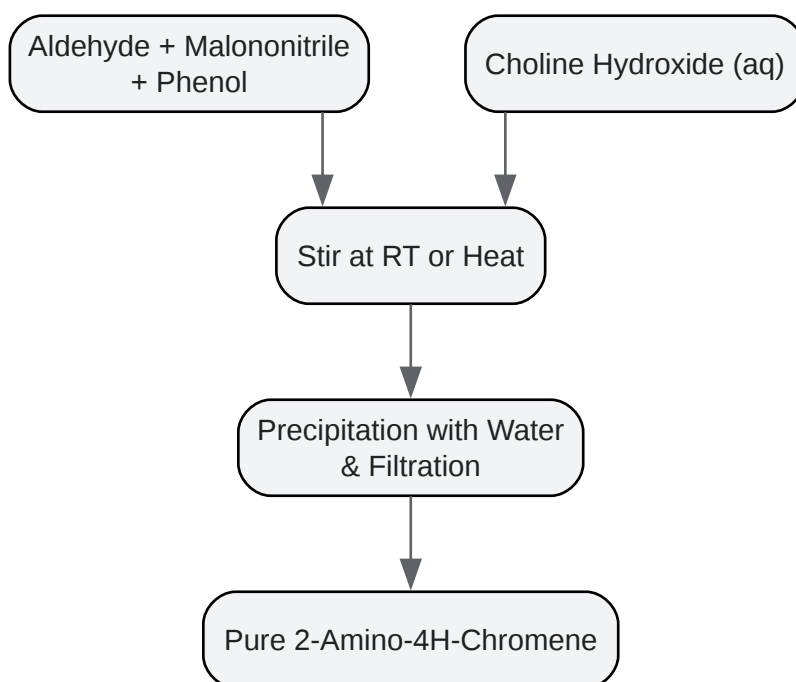 Aldehyde + Malononitrile
+ Phenol
Choline Hydroxide (aq)
Stir at RT or Heat
Precipitation with Water
& Filtration
Pure 2-Amino-4H-Chromene